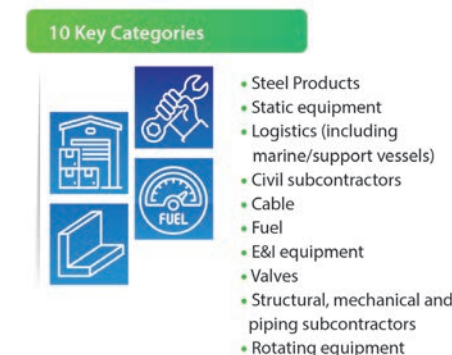 10 Key Categories
FUEL
• Steel Products
• Static equipment
• Logistics (including
marine/support vessels)
• Civil subcontractors
• Cable
• Fuel
• E&I equipment
• Valves
• Structural, mechanical and
piping subcontractors
• Rotating equipment